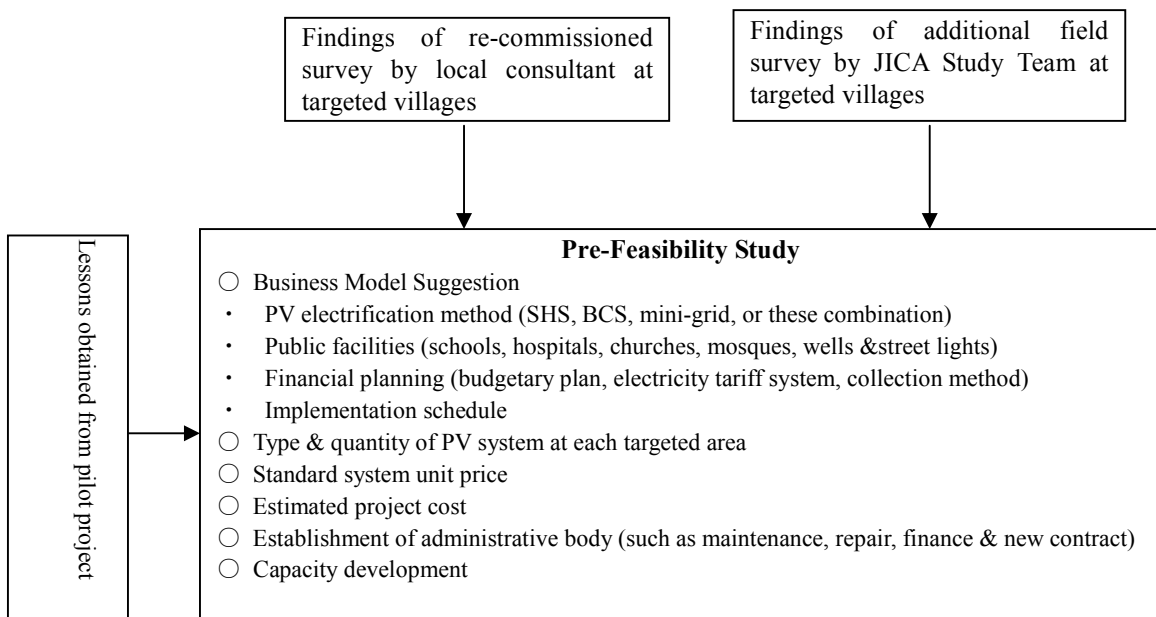 Findings of re-commissioned
survey by local consultant at
targeted villages
Findings of additional field
survey by JICA Study Team at
targeted villages
Lessons obtained from pilot project
Pre-Feasibility Study
○ Business Model Suggestion
・ PV electrification method (SHS, BCS, mini-grid, or these combination)
・ Public facilities (schools, hospitals, churches, mosques, wells &street lights)
・ Financial planning (budgetary plan, electricity tariff system, collection method)
・ Implementation schedule
○ Type & quantity of PV system at each targeted area
○ Standard system unit price
○ Estimated project cost
○ Establishment of administrative body (such as maintenance, repair, finance & new contract)
○ Capacity development